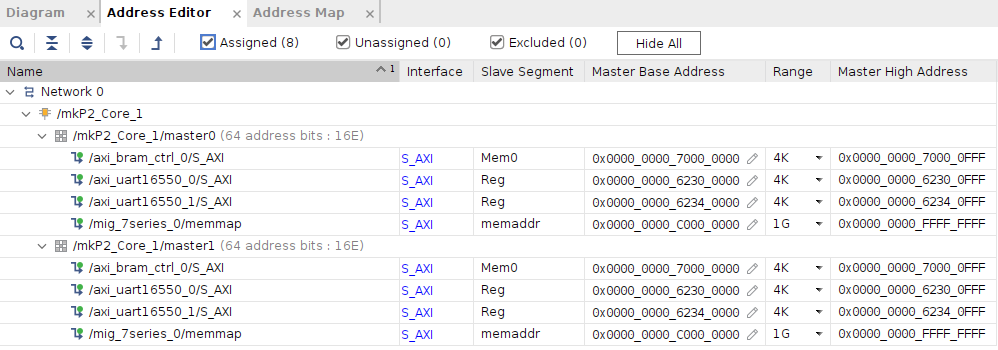 Diagram × Address Editor × Address Map ×
Assigned (8) Unassigned (0) Excluded (0) Hide All
Name 1 Interface Slave Segment Master Base Address Range Master High Address
Network 0
/mkP2_Core_1
/mkP2_Core_1/master0 (64 address bits : 16E)
/axi_bram_ctrl_0/S_AXI S_AXI Mem0 0x0000_0000_7000_0000 4K 0x0000_0000_7000_0FFF
/axi_uart16550_0/S_AXI S_AXI Reg 0x0000_0000_6230_0000 4K 0x0000_0000_6230_0FFF
/axi_uart16550_1/S_AXI S_AXI Reg 0x0000_0000_6234_0000 4K 0x0000_0000_6234_0FFF
/mig_7series_0/memmap S_AXI memaddr 0x0000_0000_C000_0000 1G 0x0000_0000_FFFF_FFFF
/mkP2_Core_1/master1 (64 address bits : 16E)
/axi_bram_ctrl_0/S_AXI S_AXI Mem0 0x0000_0000_7000_0000 4K 0x0000_0000_7000_0FFF
/axi_uart16550_0/S_AXI S_AXI Reg 0x0000_0000_6230_0000 4K 0x0000_0000_6230_0FFF
/axi_uart16550_1/S_AXI S_AXI Reg 0x0000_0000_6234_0000 4K 0x0000_0000_6234_0FFF
/mig_7series_0/memmap S_AXI memaddr 0x0000_0000_C000_0000 1G 0x0000_0000_FFFF_FFFF